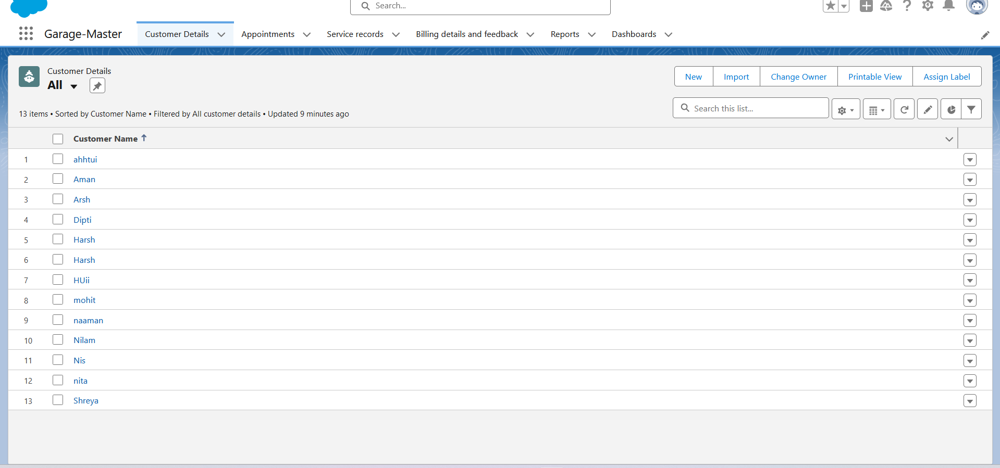 Search...
Garage-Master Customer Details Appointments Service records Billing details and feedback Reports Dashboards
Customer Details
All
New Import Change Owner Printable View Assign Label
13 items • Sorted by Customer Name • Filtered by All customer details • Updated 9 minutes ago
Search this list...
Customer Name
1 ahhtui
2 Aman
3 Arsh
4 Dipti
5 Harsh
6 Harsh
7 HUii
8 mohit
9 naaman
10 Nilam
11 Nis
12 nita
13 Shreya